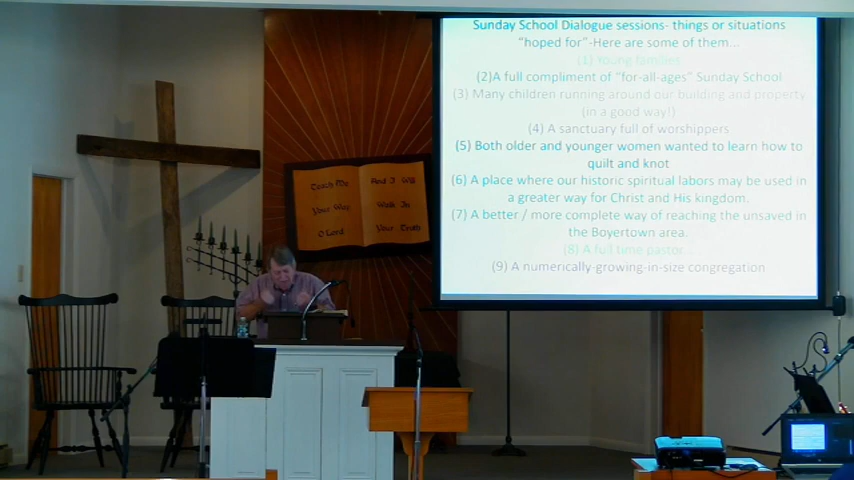 Sunday School Dialogue sessions- things or situations
"hoped for"-Here are some of them...
(1) Young families
(2)A full compliment of "for-all-ages" Sunday School
(3) Many children running around our building and property
(in a good way!)
(4) A sanctuary full of worshippers
(5) Both older and younger women wanted to learn how to
quilt and knot
(6) A place where our historic spiritual labors may be used in
a greater way for Christ and His kingdom.
(7) A better / more complete way of reaching the unsaved in
the Boyertown area.
(8) A full time pastor...
(9) A numerically-growing-in-size congregation
Teach Me
Your Way
O Lord
And I Will
Walk In
Your Truth